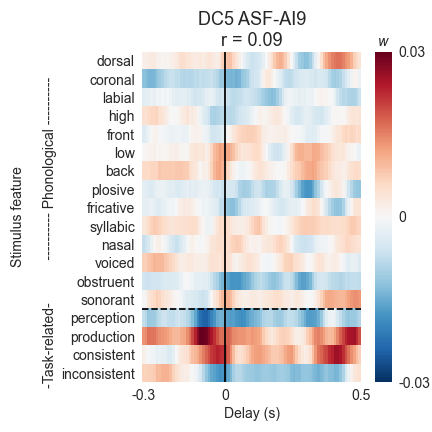 DC5 ASF-AI9
r = 0.09
w
Stimulus feature
---------- Phonological ----------
-Task-related-
dorsal
coronal
labial
high
front
low
back
plosive
fricative
syllabic
nasal
voiced
obstruent
sonorant
perception
production
consistent
inconsistent
0.03
0
-0.03
-0.3
0
0.5
Delay (s)